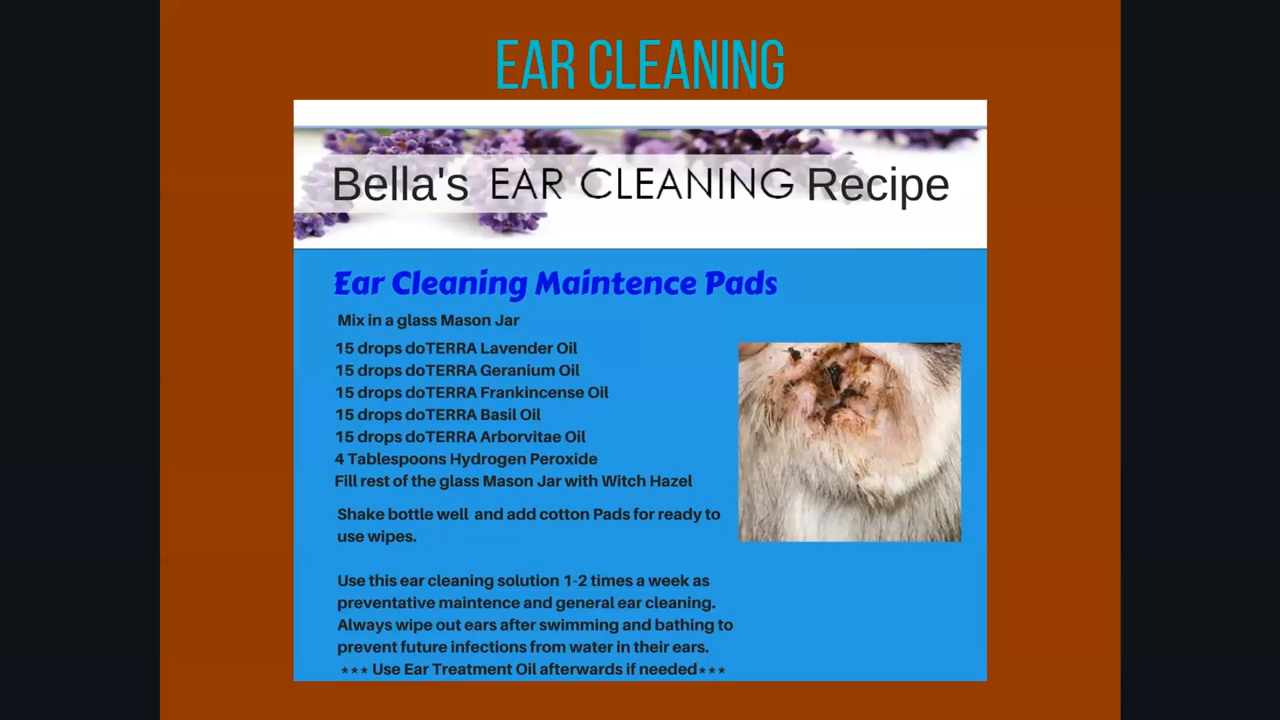 EAR CLEANING
Bella's EAR CLEANING Recipe
Ear Cleaning Maintence Pads
Mix in a glass Mason Jar
15 drops doTERRA Lavender Oil
15 drops doTERRA Geranium Oil
15 drops doTERRA Frankincense Oil
15 drops doTERRA Basil Oil
15 drops doTERRA Arborvitae Oil
4 Tablespoons Hydrogen Peroxide
Fill rest of the glass Mason Jar with Witch Hazel
Shake bottle well and add cotton Pads for ready to
use wipes.
Use this ear cleaning solution 1-2 times a week as
preventative maintence and general ear cleaning.
Always wipe out ears after swimming and bathing to
prevent future infections from water in their ears.
*** Use Ear Treatment Oil afterwards if needed***